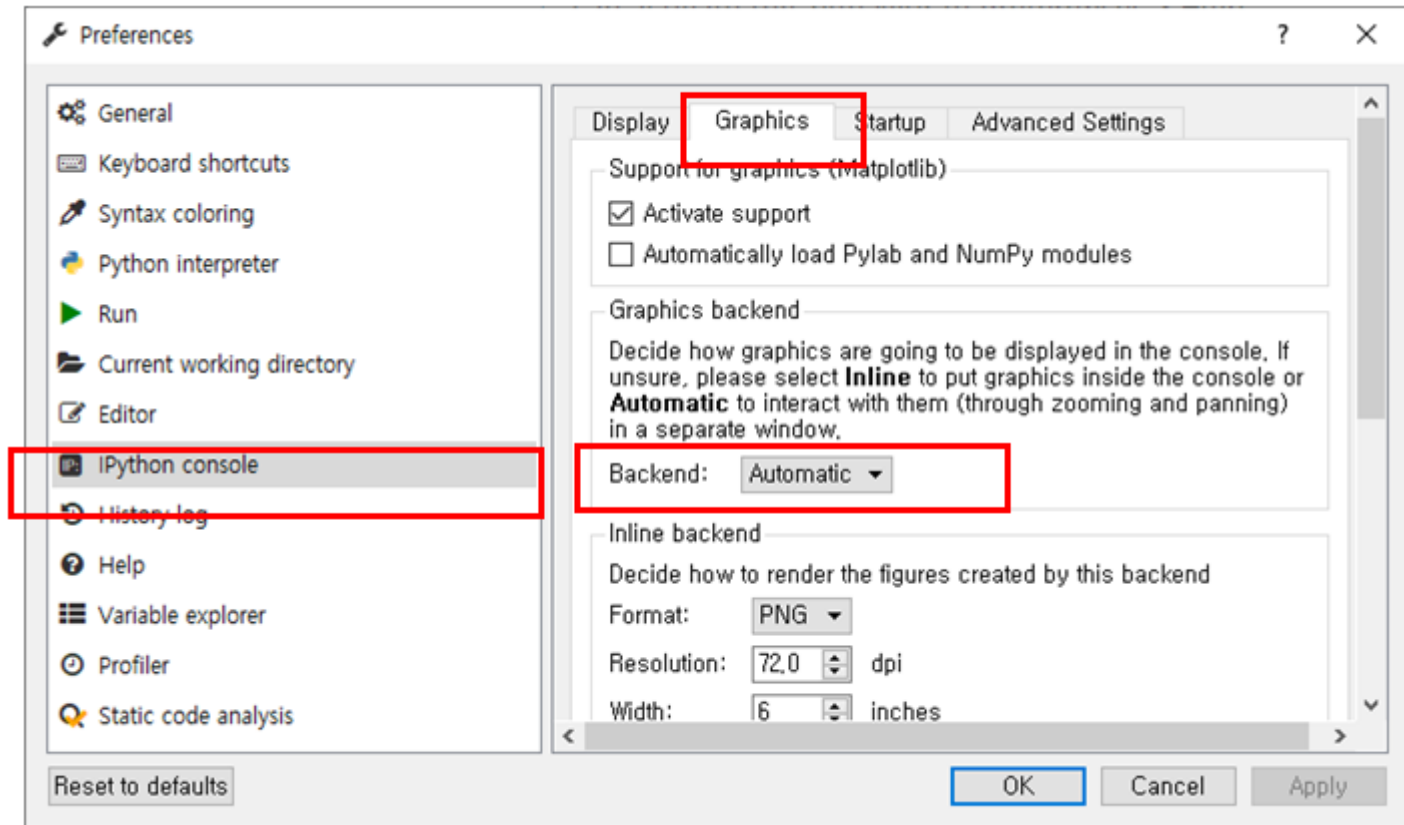 Preferences
?
General
Keyboard shortcuts
Syntax coloring
Python interpreter
Run
Current working directory
Editor
IPython console
History log
Help
Variable explorer
Profiler
Static code analysis
Display Graphics Startup Advanced Settings
Support for graphics (Matplotlib)
Activate support
Automatically load Pylab and NumPy modules
Graphics backend
Decide how graphics are going to be displayed in the console. If
unsure, please select Inline to put graphics inside the console or
Automatic to interact with them (through zooming and panning)
in a separate window.
Backend: Automatic
Inline backend
Decide how to render the figures created by this backend
Format: PNG
Resolution: 72.0 dpi
Width: 6 inches
Reset to defaults OK Cancel Apply